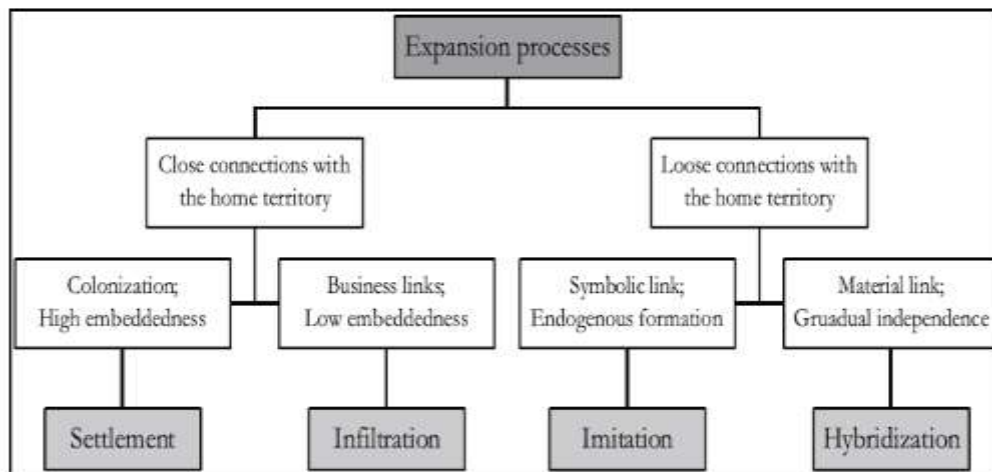 Expansion processes
Close connections with
the home territory
Loose connections with
the home territory
Colonization;
High embeddedness
Business links;
Low embeddedness
Symbolic link;
Endogenous formation
Material link;
Gruadual independence
Settlement
Infiltration
Imitation
Hybridization